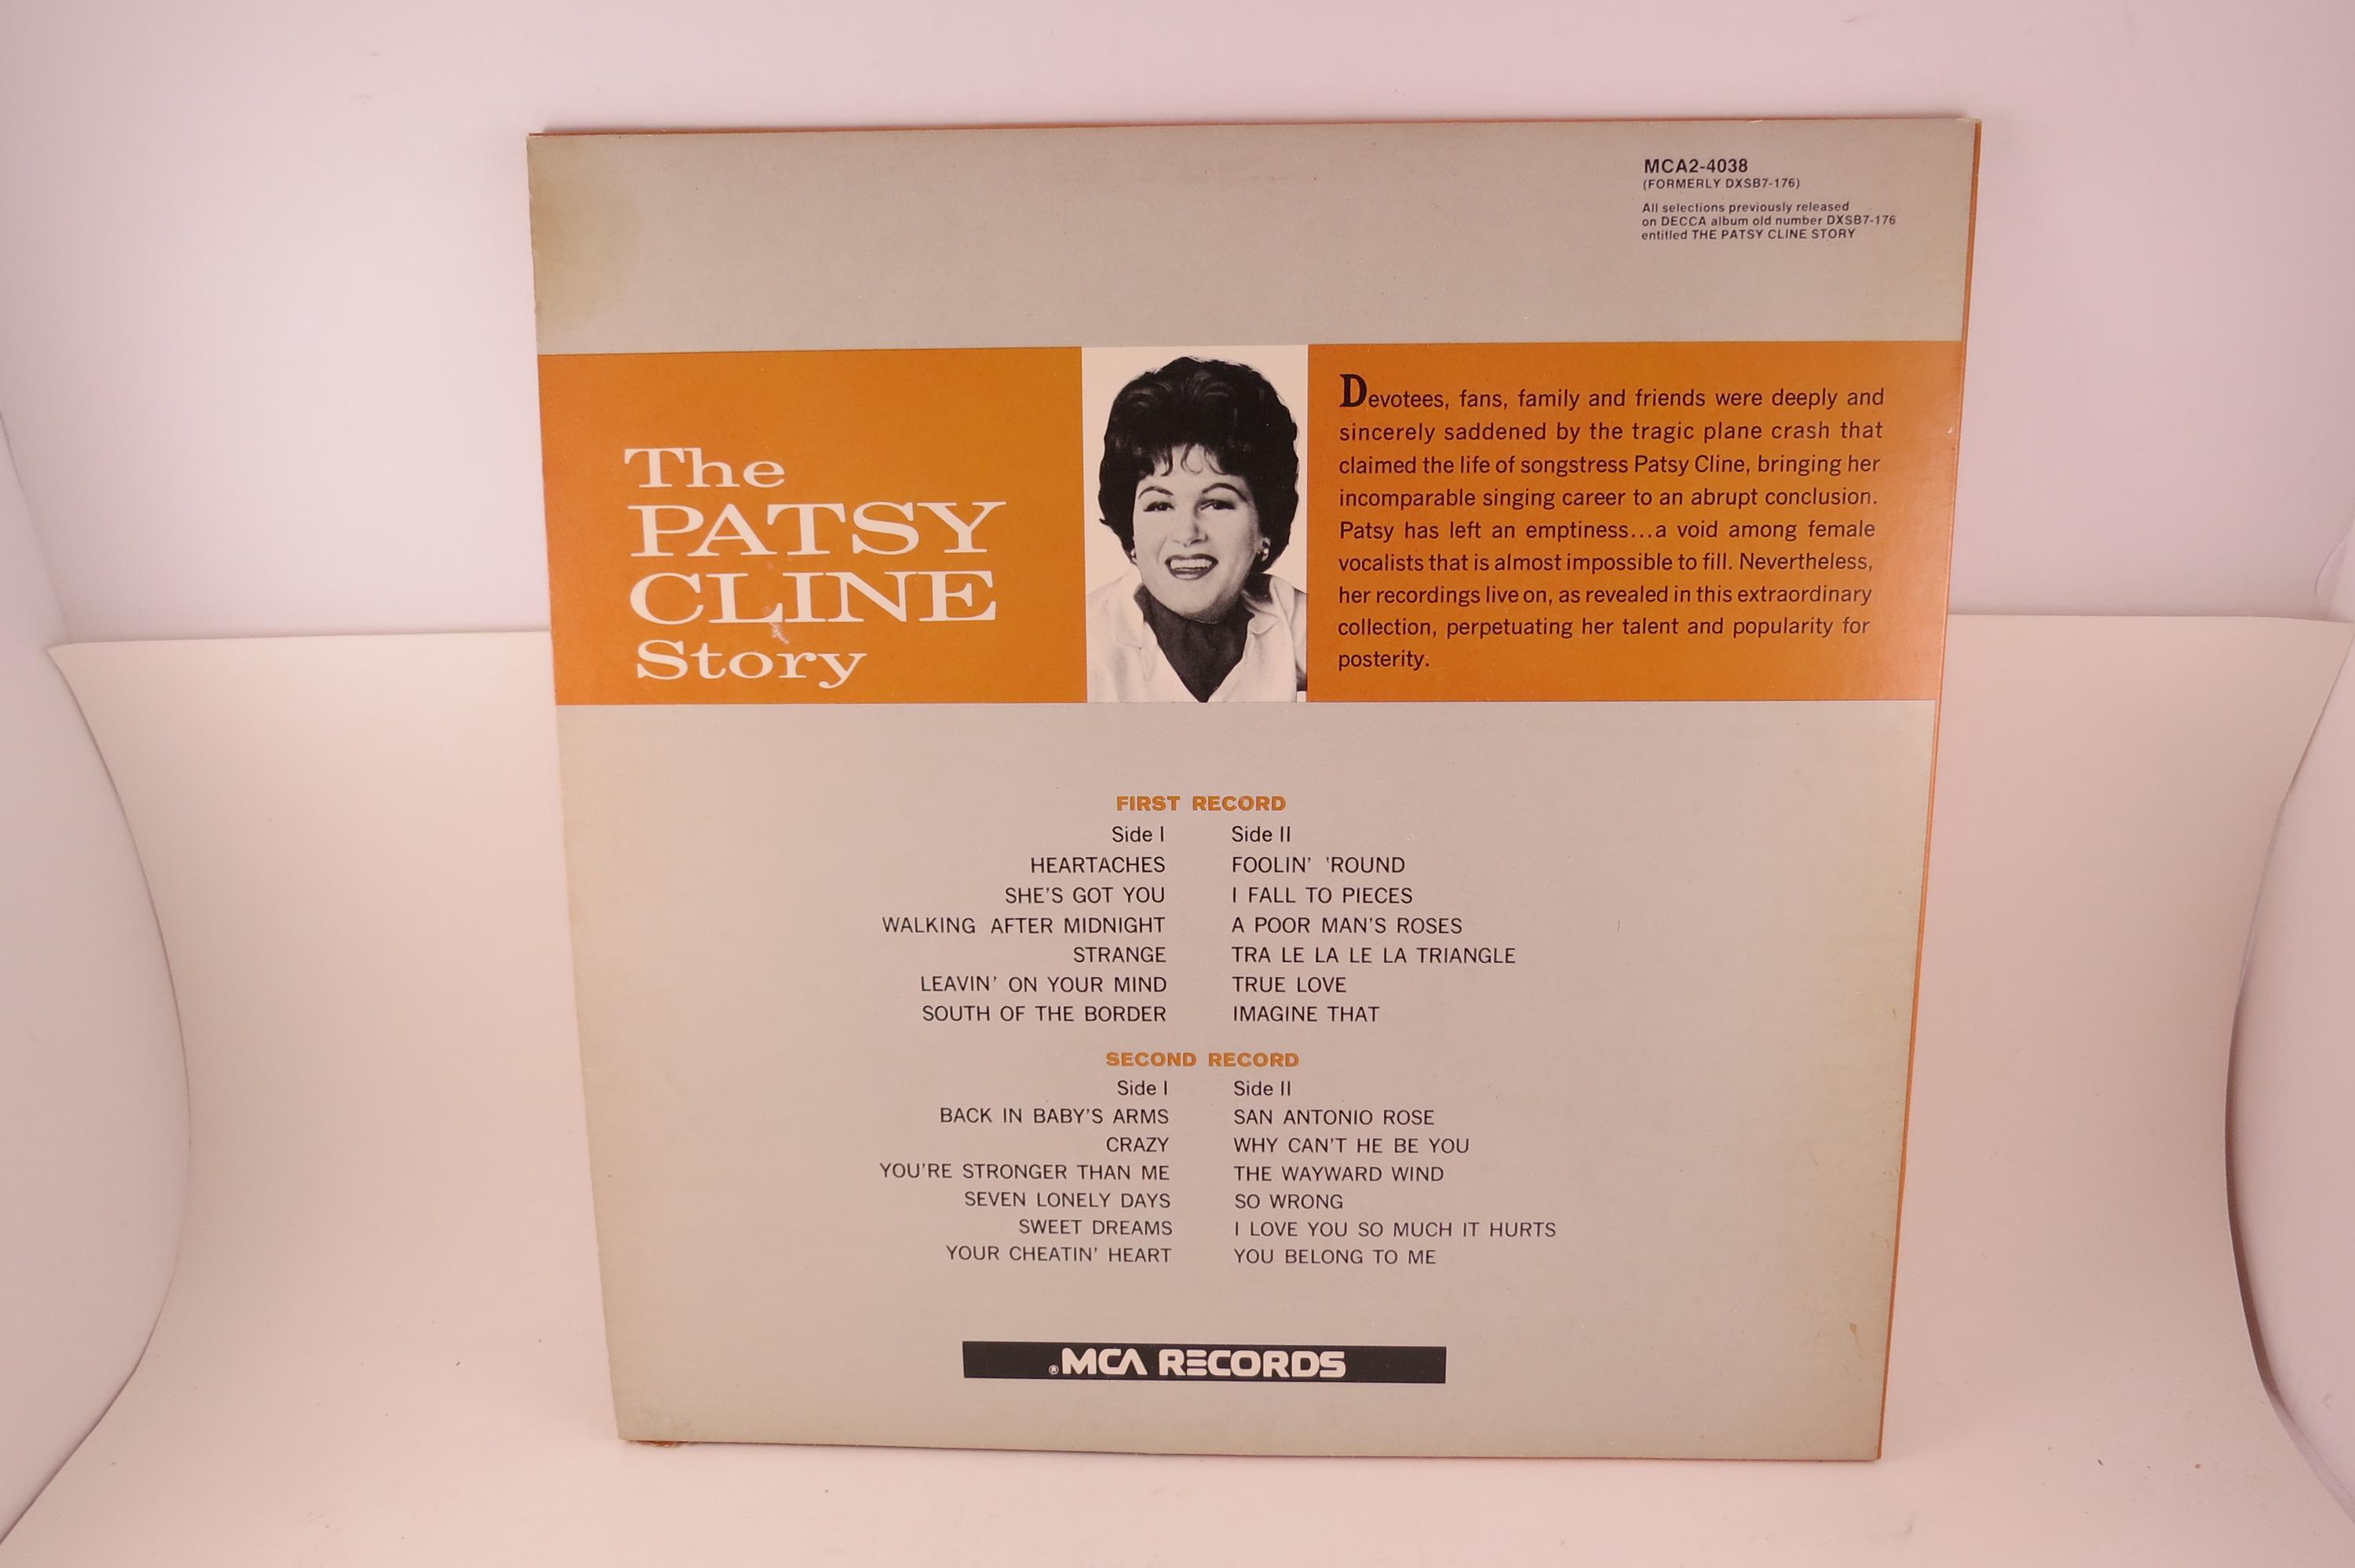 MCA2-4038
(FORMERLY DXSB7-176)
All selections previously released
on DECCA album old number DXSB7-176
entitled THE PATSY CLINE STORY
The
PATSY
CLINE
Story
Devotees, fans, family and friends were deeply and
sincerely saddened by the tragic plane crash that
claimed the life of songstress Patsy Cline, bringing her
incomparable singing career to an abrupt conclusion.
Patsy has left an emptiness...a void among female
vocalists that is almost impossible to fill. Nevertheless,
her recordings live on, as revealed in this extraordinary
collection, perpetuating her talent and popularity for
posterity.
FIRST RECORD
Side I
HEARTACHES
SHE'S GOT YOU
WALKING AFTER MIDNIGHT
STRANGE
LEAVIN' ON YOUR MIND
SOUTH OF THE BORDER
Side II
FOOLIN' 'ROUND
I FALL TO PIECES
A POOR MAN'S ROSES
TRA LE LA LE LA TRIANGLE
TRUE LOVE
IMAGINE THAT
SECOND RECORD
Side I
BACK IN BABY'S ARMS
CRAZY
YOU'RE STRONGER THAN ME
SEVEN LONELY DAYS
SWEET DREAMS
YOUR CHEATIN' HEART
Side II
SAN ANTONIO ROSE
WHY CAN'T HE BE YOU
THE WAYWARD WIND
SO WRONG
I LOVE YOU SO MUCH IT HURTS
YOU BELONG TO ME
®MCA RECORDS